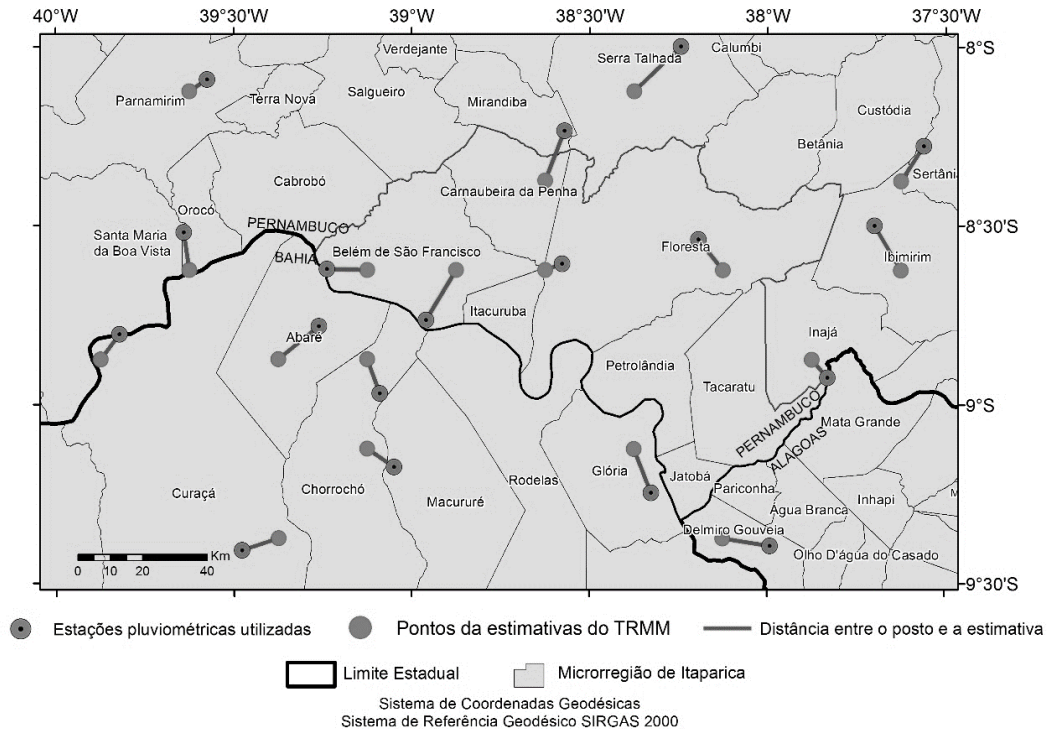 40°W 39°30'W 39°W 38°30'W 38°W 37°30'W
8°S
8°30'S
9°S
9°30'S
Verdejante
Serra Talhada
Calumbi
Parnamirim
Terra Nova
Salgueiro
Mirandiba
Custódia
Betânia
Cabrobó
Carnaubeira da Penha
Sertânia
Orocó
Santa Maria
da Boa Vista
PERNAMBUCO
BAHIA
Belém de São Francisco
Floresta
Ibimirim
Itacuruba
Abaré
Inajá
Petrolândia
Tacaratu
PERNAMBUCO
ALAGOAS
Mata Grande
Curaçá
Chorrochó
Macururé
Rodelas
Glória
Jatobá
Pariconha
Água Branca
Inhapi
M
Delmiro Gouveia
Olho D'água do Casado
Km
0 5 10 20 40
Estações pluviométricas utilizadas
Pontos da estimativas do TRMM
Distância entre o posto e a estimativa
Limite Estadual
Microrregião de Itaparica
Sistema de Coordenadas Geodésicas
Sistema de Referência Geodésico SIRGAS 2000